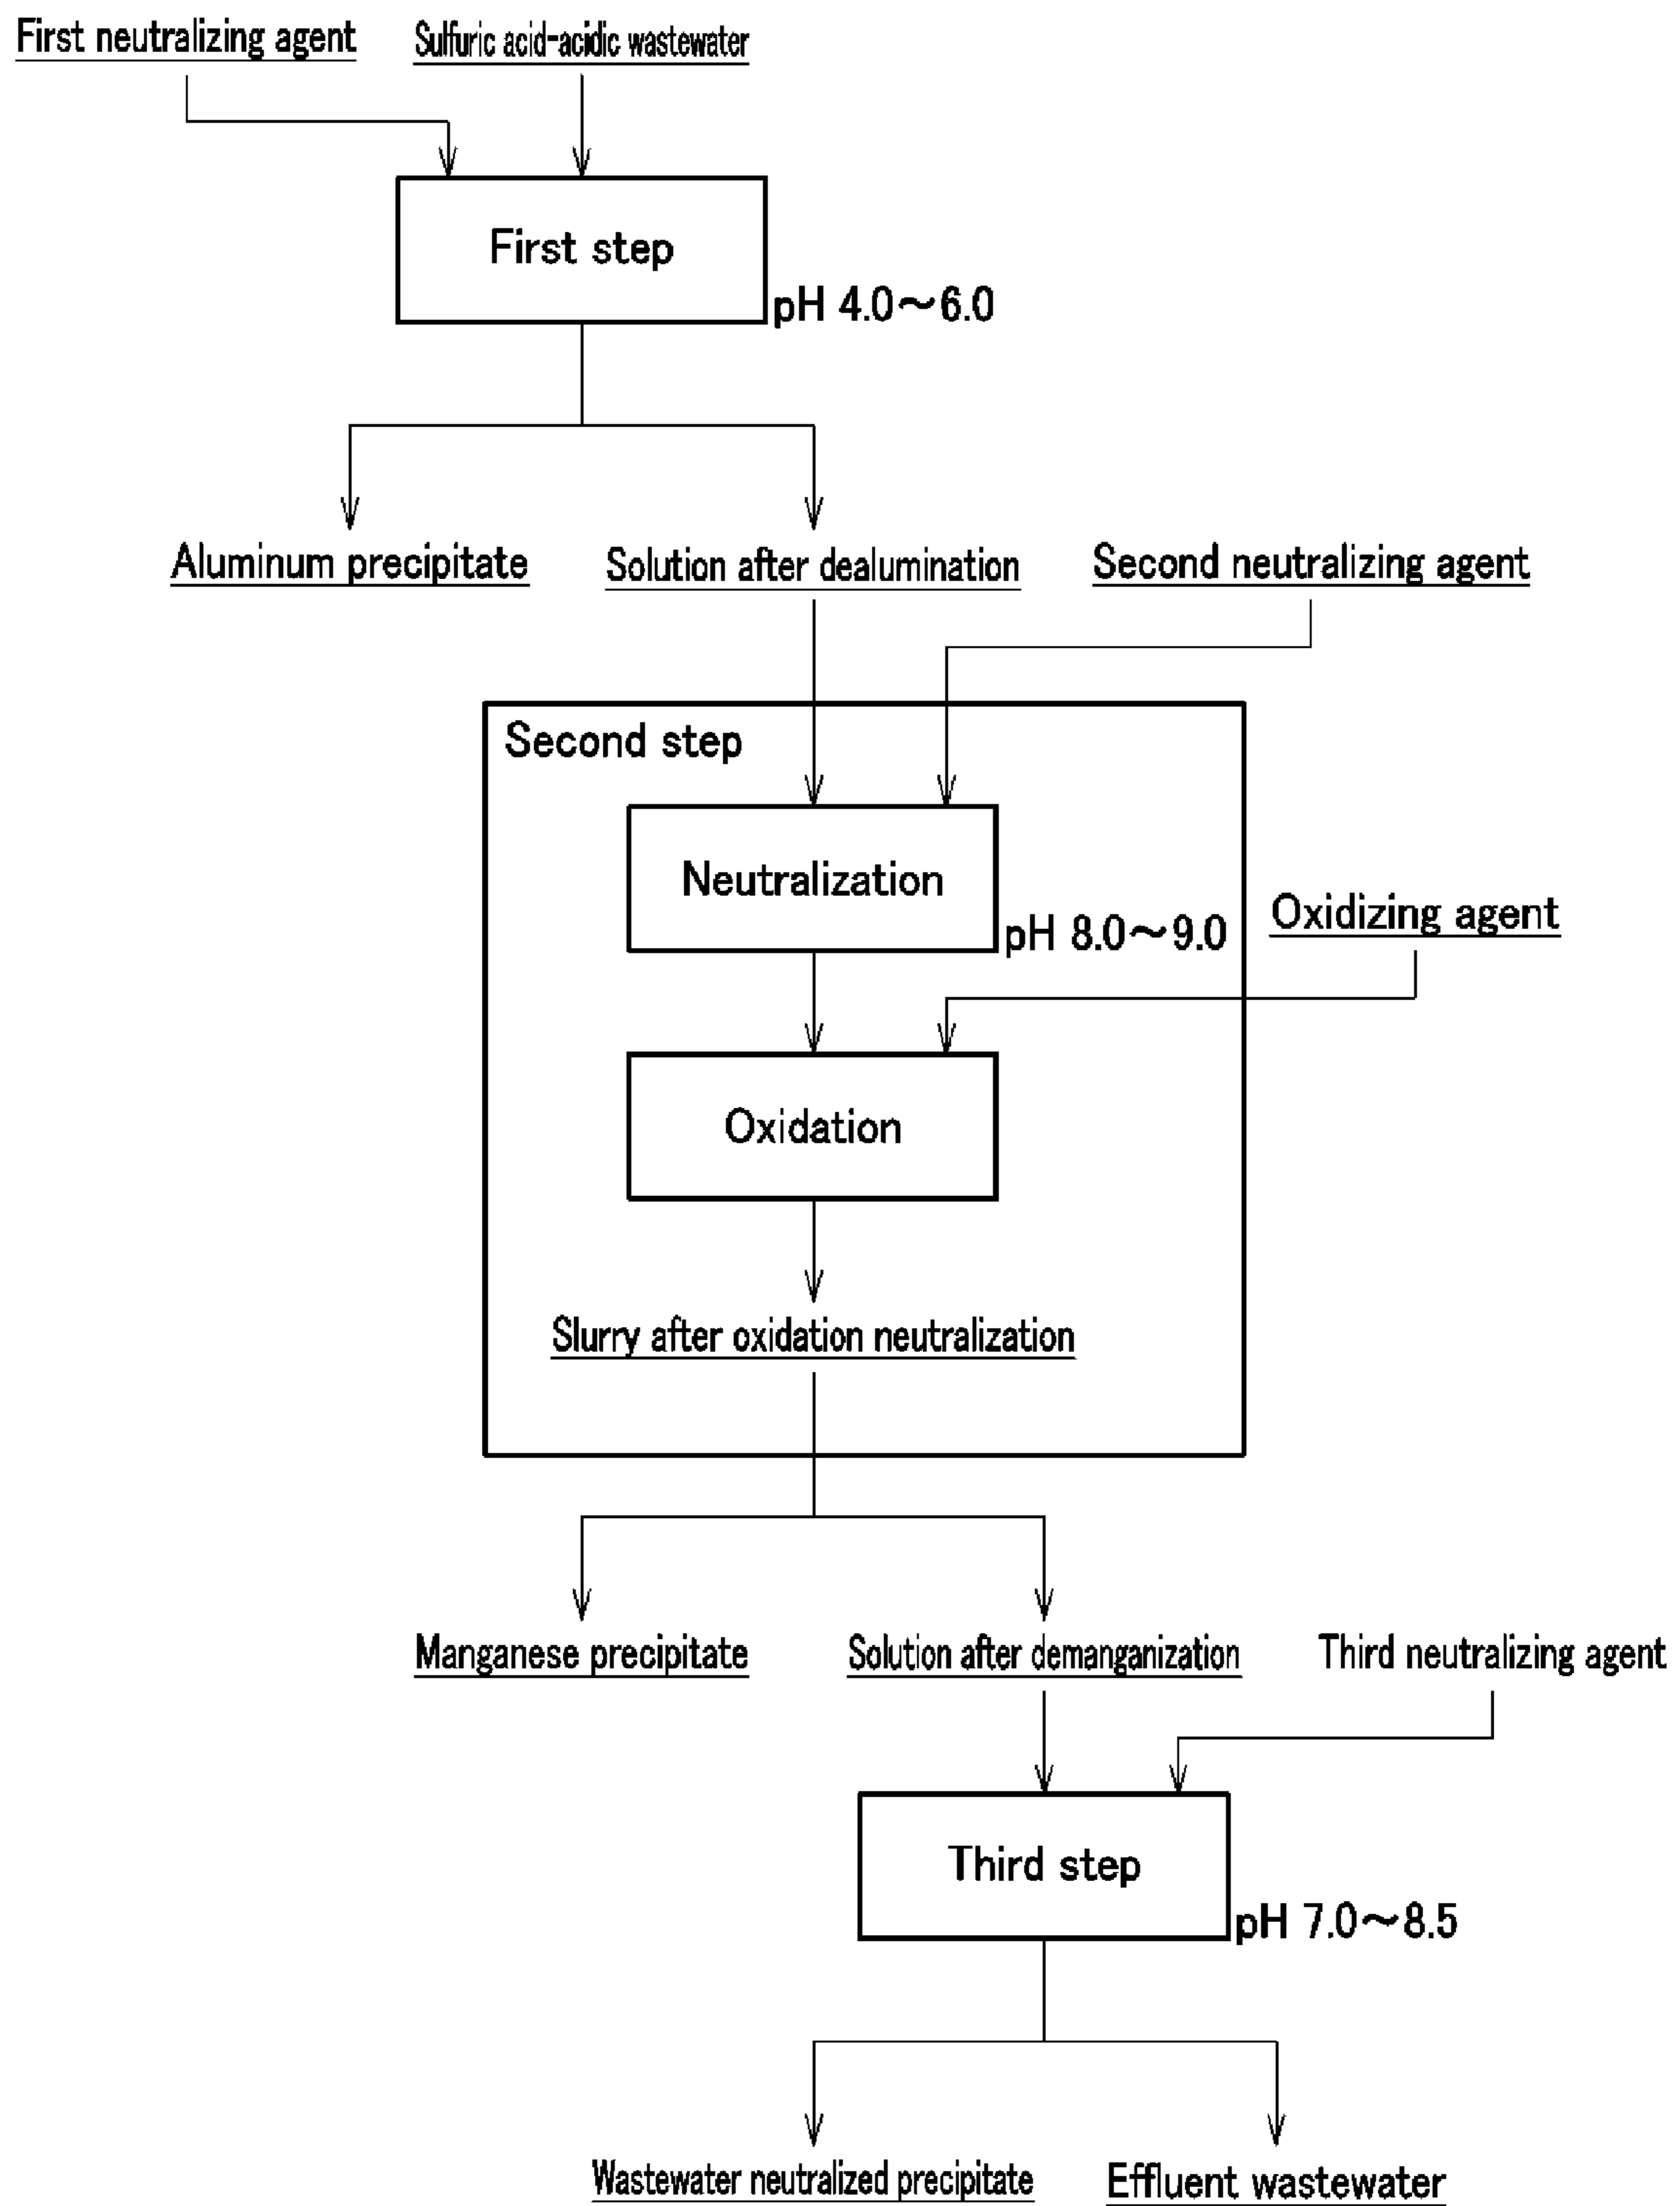 First neutralizing agent
Sulfuric acid-acidic wastewater
First step
pH 4.0～6.0
Aluminum precipitate
Solution after dealumination
Second neutralizing agent
Second step
Neutralization
pH 8.0～9.0
Oxidizing agent
Oxidation
Slurry after oxidation neutralization
Manganese precipitate
Solution after demanganization
Third neutralizing agent
Third step
pH 7.0～8.5
Wastewater neutralized precipitate
Effluent wastewater